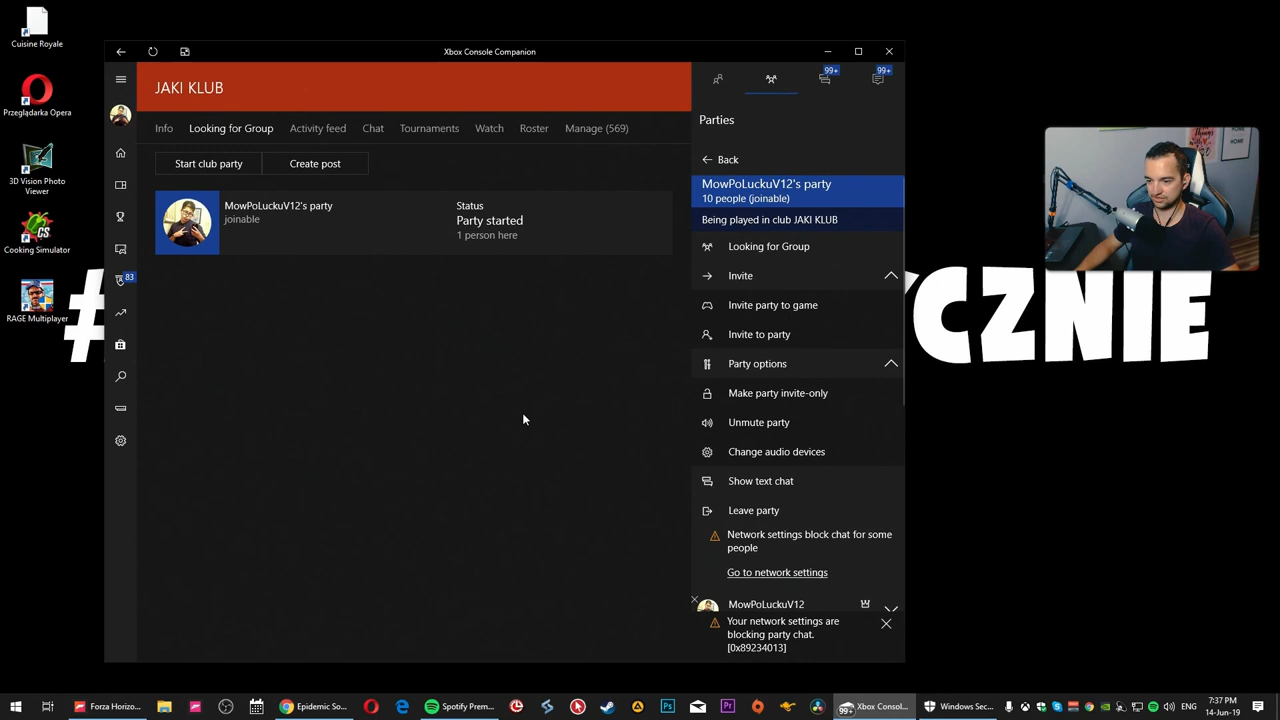 Cuisine Royale
Przeglądarka Opera
3D Vision Photo
Viewer
Cooking Simulator
RAGE Multiplayer
Xbox Console Companion
JAKI KLUB
Info
Looking for Group
Activity feed
Chat
Tournaments
Watch
Roster
Manage (569)
Start club party
Create post
MowPoLuckuV12's party
joinable
Status
Party started
1 person here
83
99+
99+
Parties
Back
MowPoLuckuV12's party
10 people (joinable)
Being played in club JAKI KLUB
Looking for Group
Invite
Invite party to game
Invite to party
Party options
Make party invite-only
Unmute party
Change audio devices
Show text chat
Leave party
Network settings block chat for some
people
Go to network settings
MowPoLuckuV12
Your network settings are
blocking party chat.
[0x89234013]
#
YCZNIE
Forza Horizo...
Epidemic So...
Spotify Prem...
99+
Xbox Consol...
Windows Sec...
ENG
7:37 PM
14-Jun-19